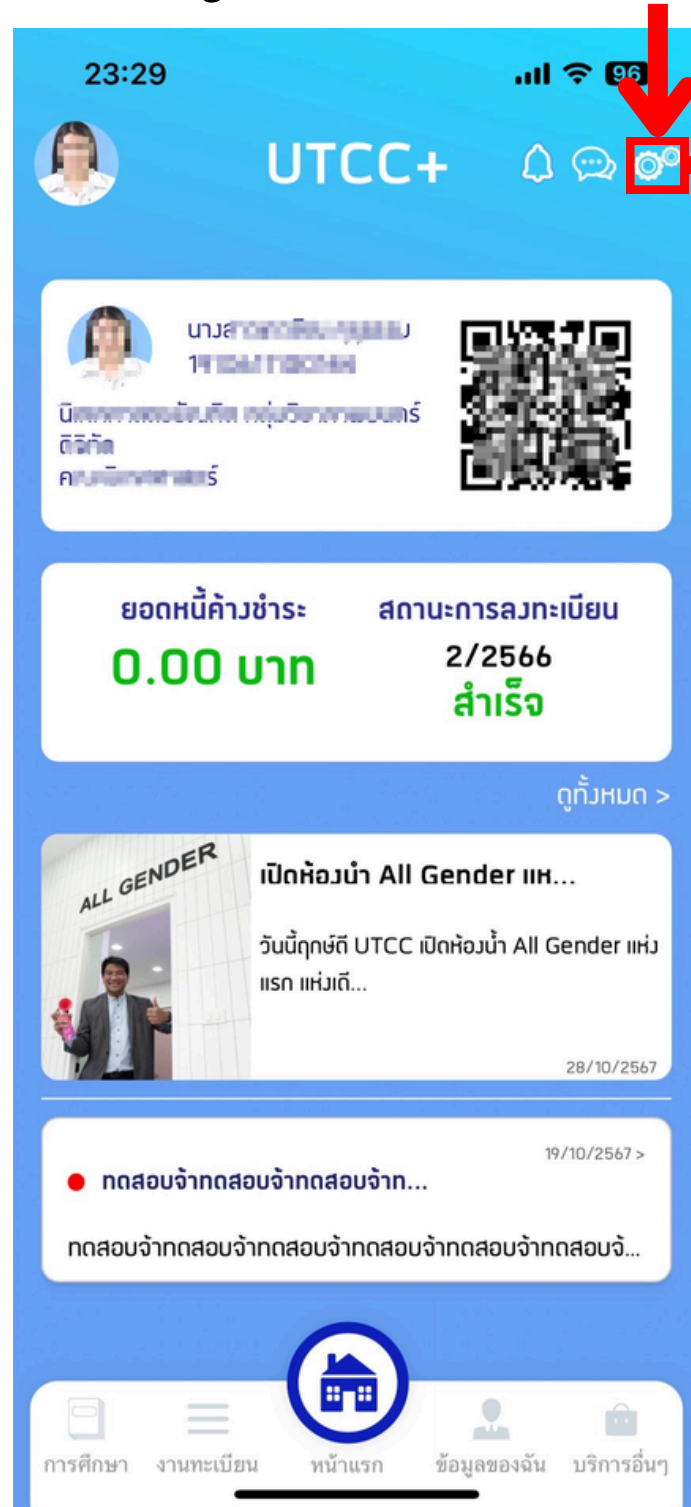 23:29
96
UTCC+
ยอดหนี้ค้างชำระ
สถานะการลงทะเบียน
0.00 บาท
2/2566
สำเร็จ
ดูทั้งหมด >
ALL GENDER
เปิดห้องน้ำ All Gender แห...
วันนี้ฤกษ์ดี UTCC เปิดห้องน้ำ All Gender แห่ง
แรก แห่งเดี...
28/10/2567
19/10/2567 >
ทดสอบจ้าทดสอบจ้าทดสอบจ้าท...
ทดสอบจ้าทดสอบจ้าทดสอบจ้าทดสอบจ้าทดสอบจ้าทดสอบจ้...
การศึกษา
งานทะเบียน
หน้าแรก
ข้อมูลของฉัน
บริการอื่นๆ